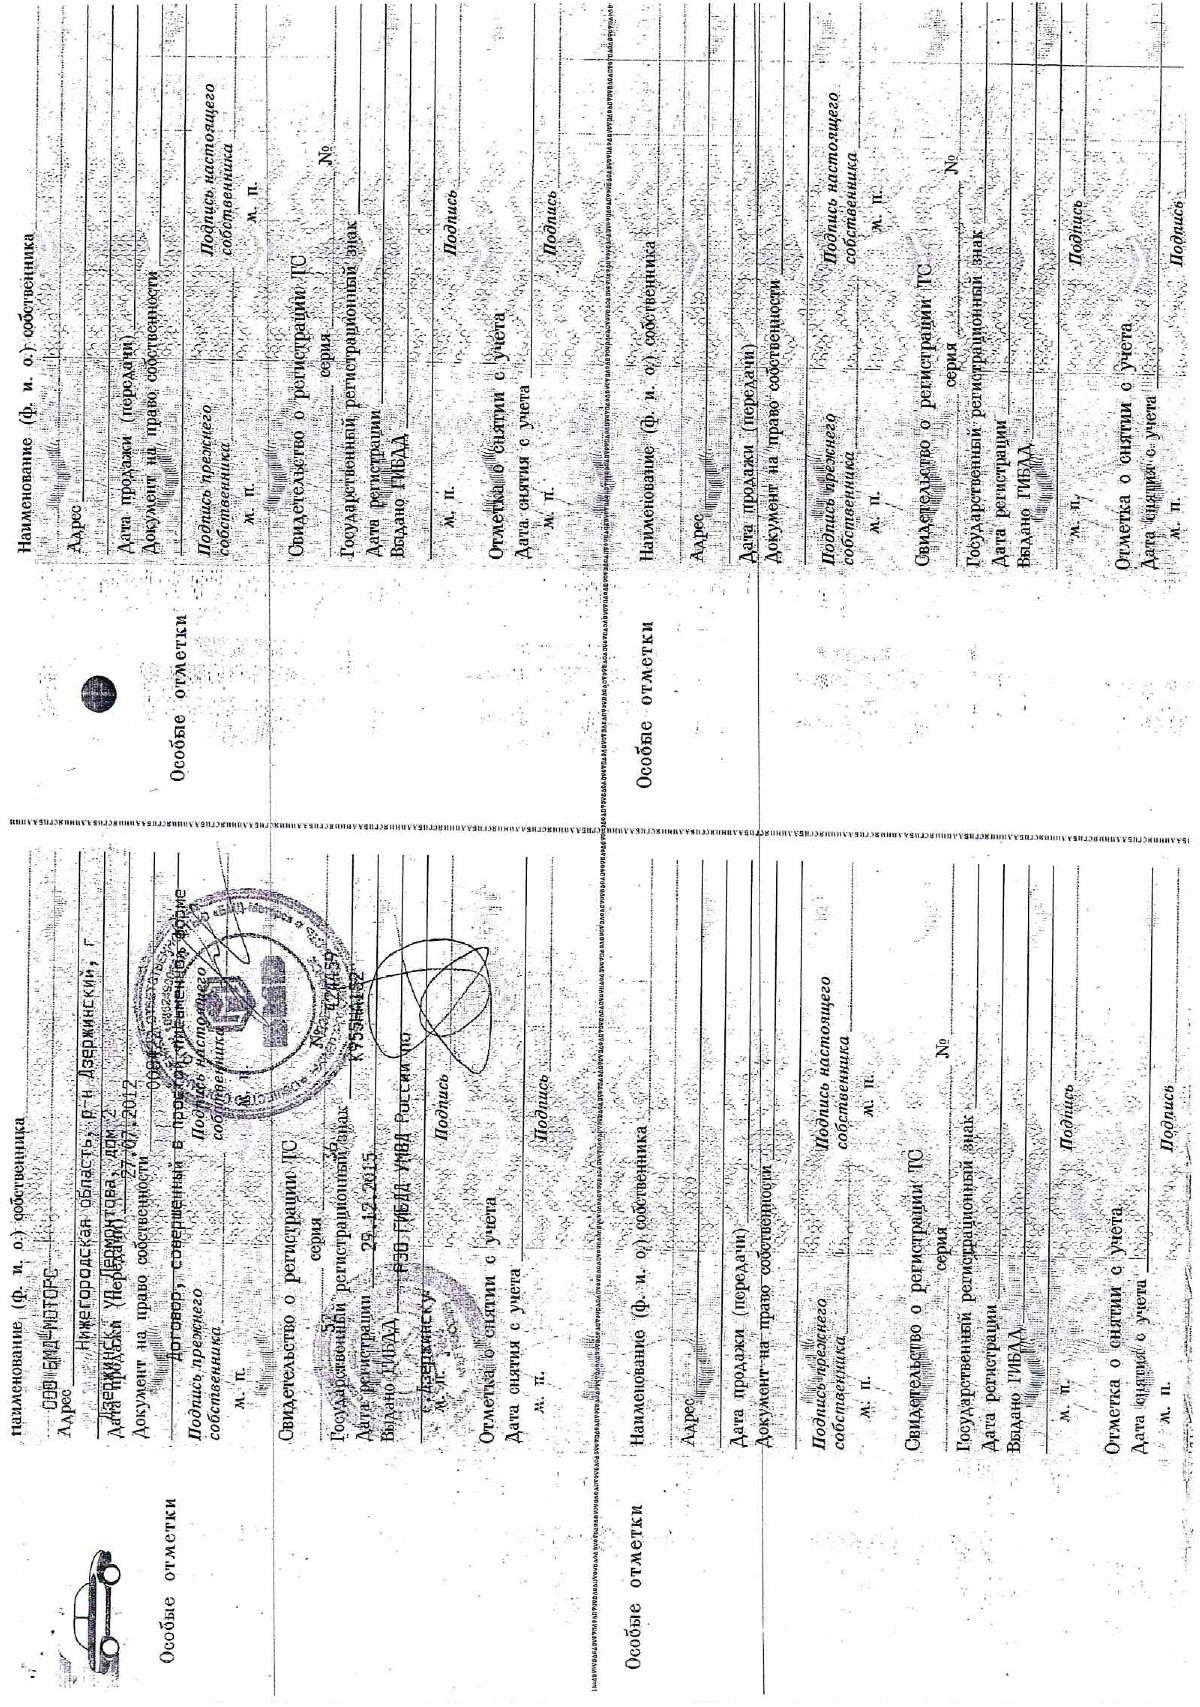 Особые отметки
наименование (ф. и. о.) собственника
ООО БМД-МОТОРС
Адрес
Нижегородская область, р-н Дзержинский, г
Дзержинск, ул Лермонтова, дом 2
Дата продажи (передачи)
27.07.2012
Документ на право собственности
договор, совершенный в простой письменной форме
Подпись прежнего собственника
Подпись настоящего собственника
м. п.
Свидетельство о регистрации ТС
52 серия 35 №
Государственный регистрационный знак
К955НА152
Дата регистрации 29.12.2015
Выдано ГИБДД РЭО ГИБДД УМВД России по
г.Дзержинску
м. п.
Подпись
Отметка о снятии с учета
Дата снятия с учета
м. п.
Подпись
Особые отметки
Наименование (ф. и. о.) собственника
Адрес
Дата продажи (передачи)
Документ на право собственности
Подпись прежнего собственника
Подпись настоящего собственника
м. п.
м. п.
Свидетельство о регистрации ТС
серия №
Государственный регистрационный знак
Дата регистрации
Выдано ГИБДД
м. п.
Подпись
Отметка о снятии с учета
Дата снятия с учета
м. п.
Подпись
Особые отметки
Наименование (ф. и. о.) собственника
Адрес
Дата продажи (передачи)
Документ на право собственности
Подпись прежнего собственника
Подпись настоящего собственника
м. п.
м. п.
Свидетельство о регистрации ТС
серия №
Государственный регистрационный знак
Дата регистрации
Выдано ГИБДД
м. п.
Подпись
Отметка о снятии с учета
Дата снятия с учета
м. п.
Подпись
Особые отметки
Наименование (ф. и. о.) собственника
Адрес
Дата продажи (передачи)
Документ на право собственности
Подпись прежнего собственника
Подпись настоящего собственника
м. п.
м. п.
Свидетельство о регистрации ТС
серия №
Государственный регистрационный знак
Дата регистрации
Выдано ГИБДД
м. п.
Подпись
Отметка о снятии с учета
Дата снятия с учета
м. п.
Подпись